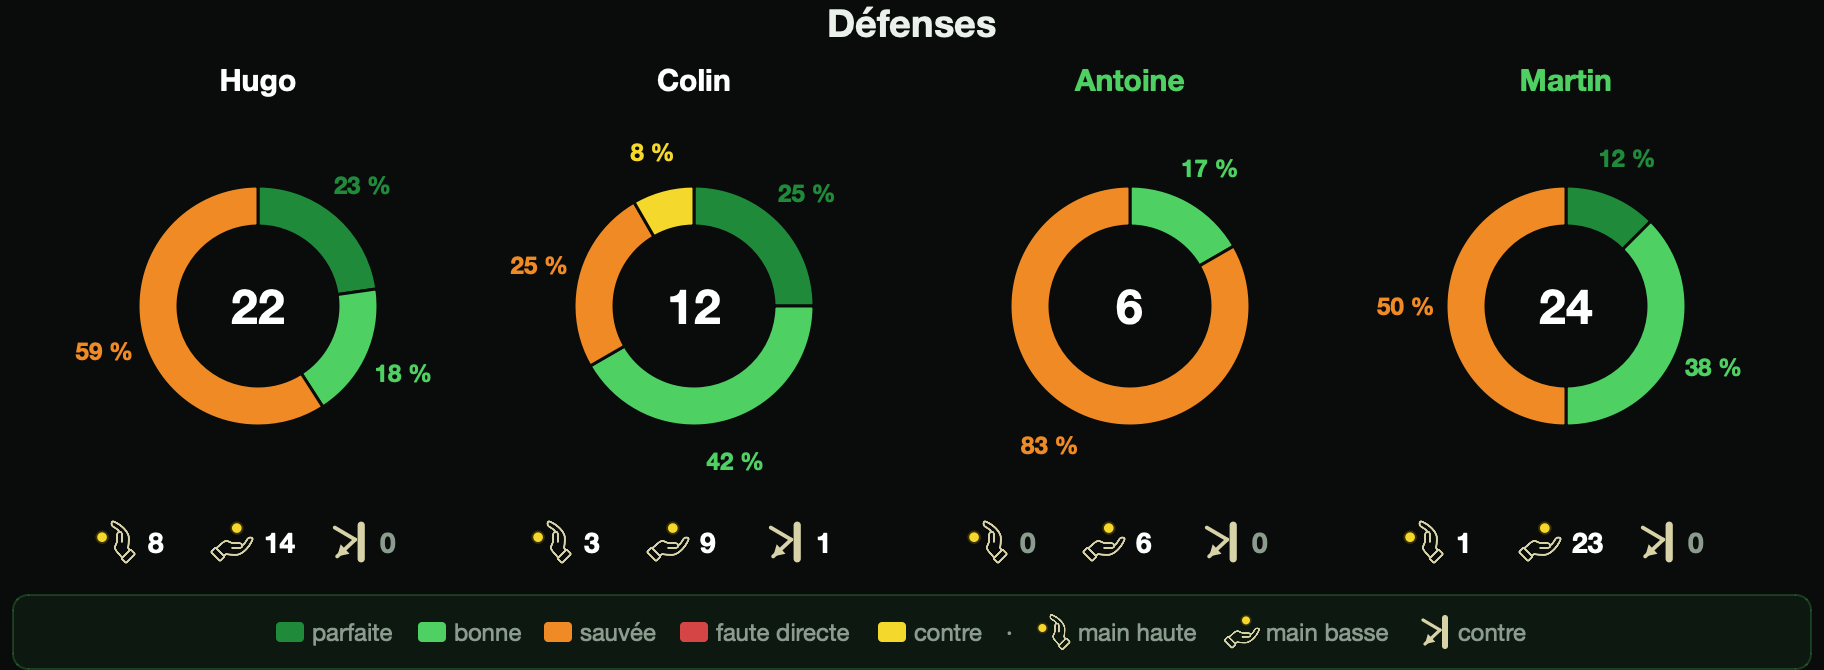 Défenses
Hugo Colin Antoine Martin
23 % 18 % 59 % 22
8 % 25 % 25 % 42 % 12
17 % 83 % 6
12 % 38 % 50 % 24
8 14 0 3 9 1 0 6 0 1 23 0
parfaite bonne sauvée faute directe contre · main haute main basse contre